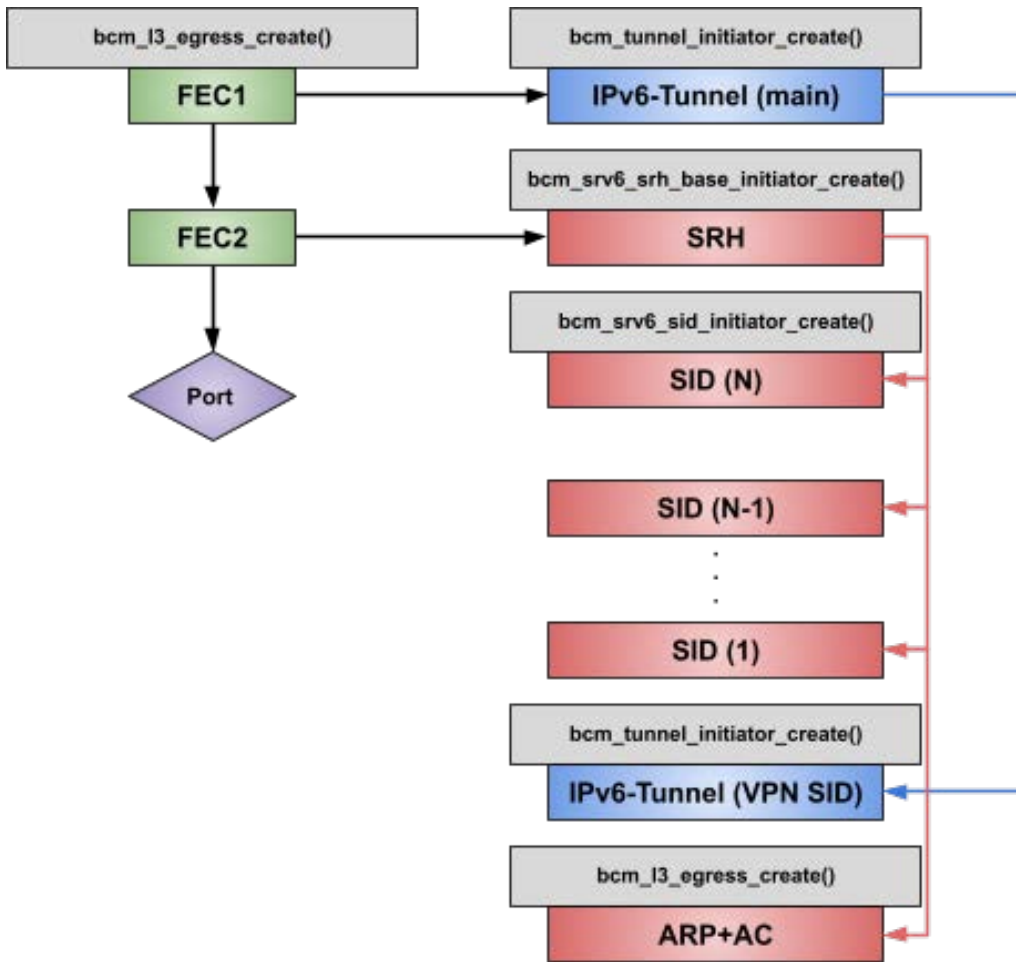 bcm_l3_egress_create()
bcm_tunnel_initiator_create()
FEC1
IPv6-Tunnel (main)
bcm_srv6_srh_base_initiator_create()
FEC2
SRH
bcm_srv6_sid_initiator_create()
SID (N)
Port
SID (N-1)
.
.
.
SID (1)
bcm_tunnel_initiator_create()
IPv6-Tunnel (VPN SID)
bcm_l3_egress_create()
ARP+AC